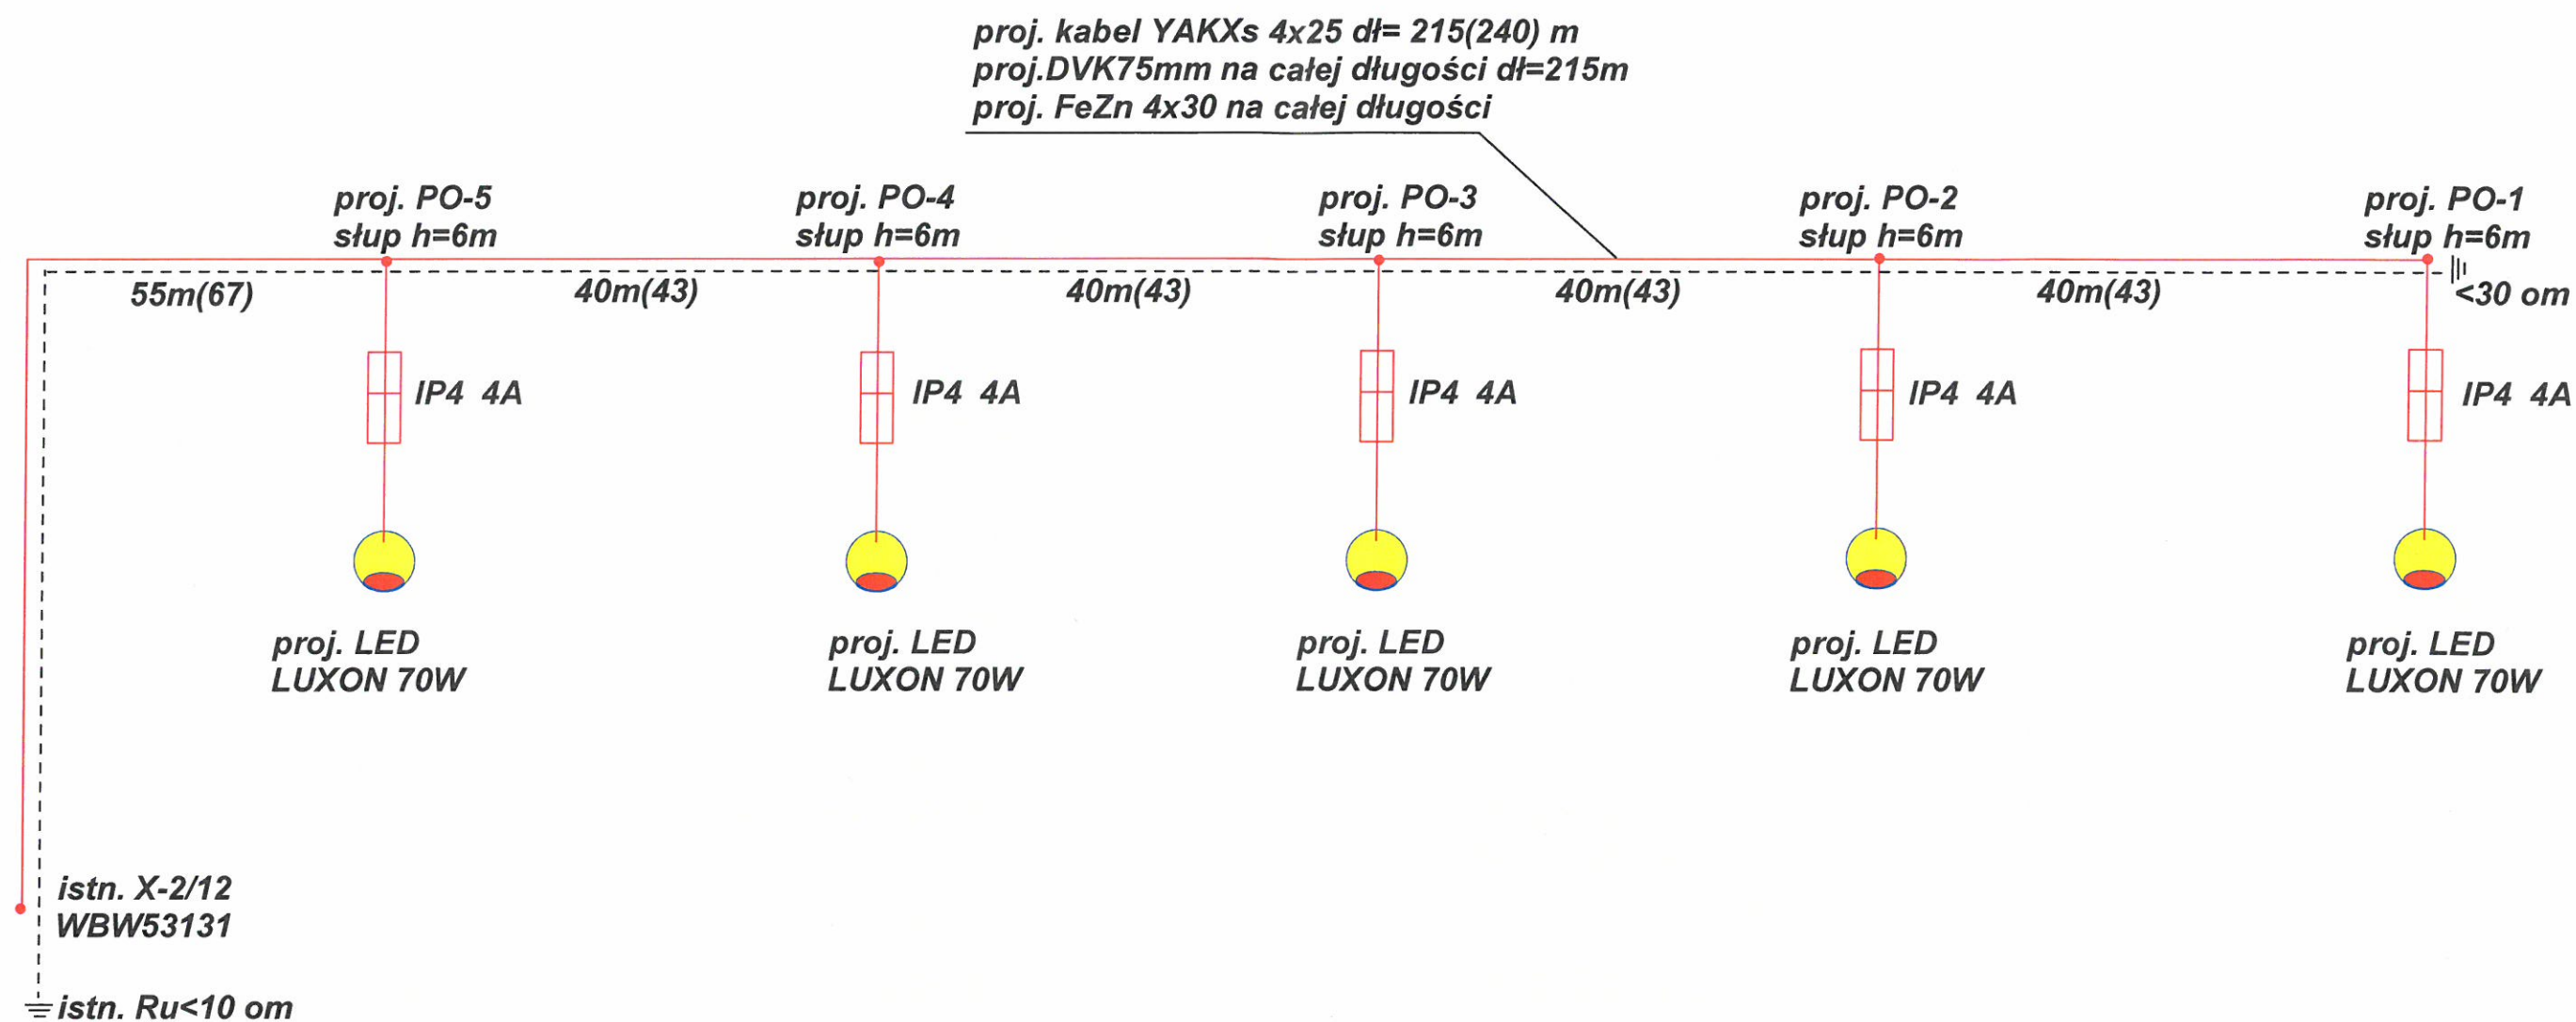 proj. kabel YAKXs 4x25 dł= 215(240) m
proj.DVK75mm na całej długości dł=215m
proj. FeZn 4x30 na całej długości
proj. PO-5
słup h=6m
proj. PO-4
słup h=6m
proj. PO-3
słup h=6m
proj. PO-2
słup h=6m
proj. PO-1
słup h=6m
55m(67)
40m(43)
40m(43)
40m(43)
40m(43)
<30 om
IP4 4A
IP4 4A
IP4 4A
IP4 4A
IP4 4A
proj. LED
LUXON 70W
proj. LED
LUXON 70W
proj. LED
LUXON 70W
proj. LED
LUXON 70W
proj. LED
LUXON 70W
istn. X-2/12
WBW53131
istn. Ru<10 om